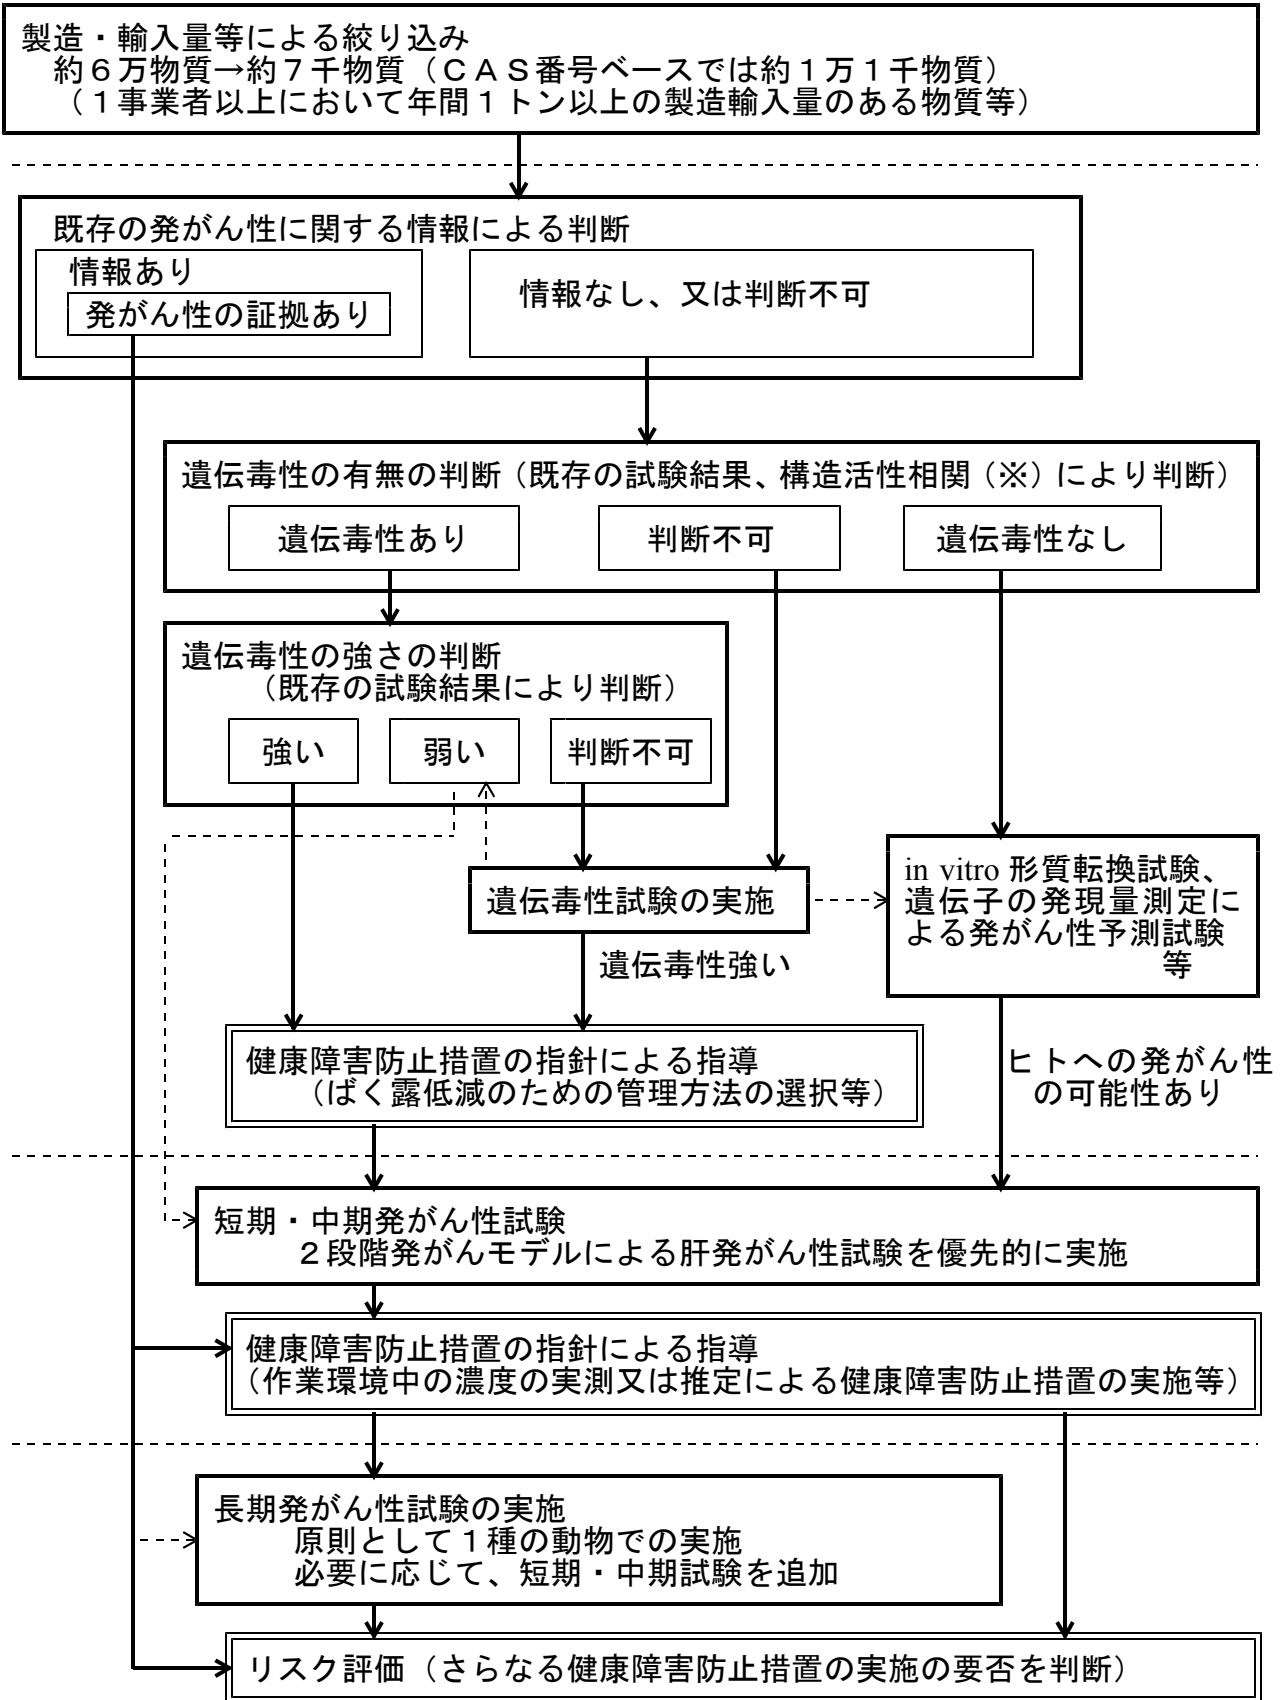 製造・輸入量等による絞り込み
約６万物質→約７千物質（ＣＡＳ番号ベースでは約１万１千物質）
（１事業者以上において年間１トン以上の製造輸入量のある物質等）
既存の発がん性に関する情報による判断
情報あり
発がん性の証拠あり
情報なし、又は判断不可
遺伝毒性の有無の判断（既存の試験結果、構造活性相関（※）により判断）
遺伝毒性あり
判断不可
遺伝毒性なし
遺伝毒性の強さの判断
（既存の試験結果により判断）
強い
弱い
判断不可
遺伝毒性試験の実施
in vitro 形質転換試験、
遺伝子の発現量測定に
よる発がん性予測試験
等
遺伝毒性強い
健康障害防止措置の指針による指導
（ばく露低減のための管理方法の選択等）
ヒトへの発がん性
の可能性あり
短期・中期発がん性試験
２段階発がんモデルによる肝発がん性試験を優先的に実施
健康障害防止措置の指針による指導
（作業環境中の濃度の実測又は推定による健康障害防止措置の実施等）
長期発がん性試験の実施
原則として１種の動物での実施
必要に応じて、短期・中期試験を追加
リスク評価（さらなる健康障害防止措置の実施の要否を判断）